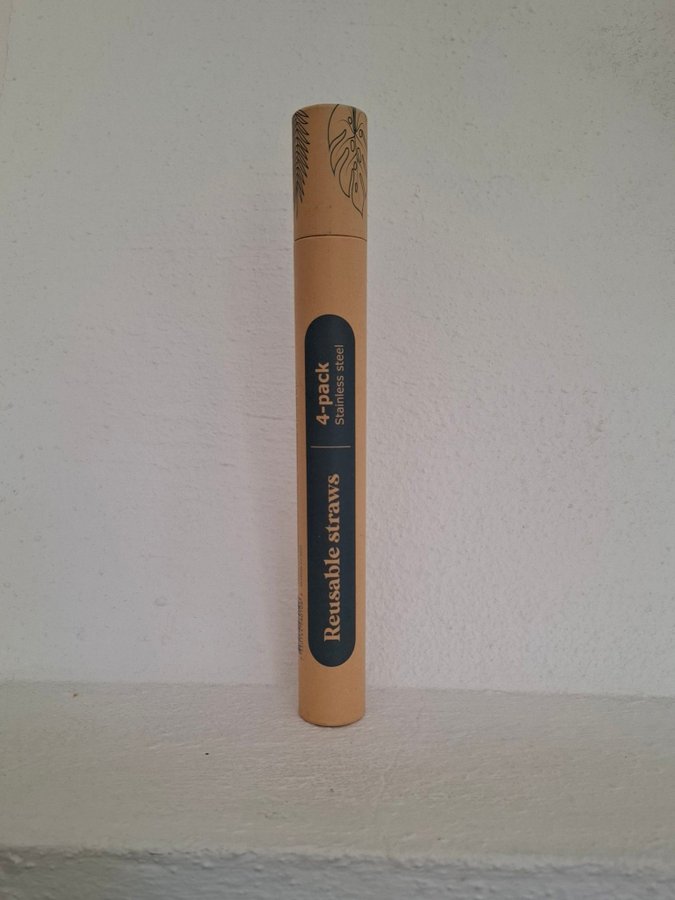 Reusable straws
4-pack
Stainless steel